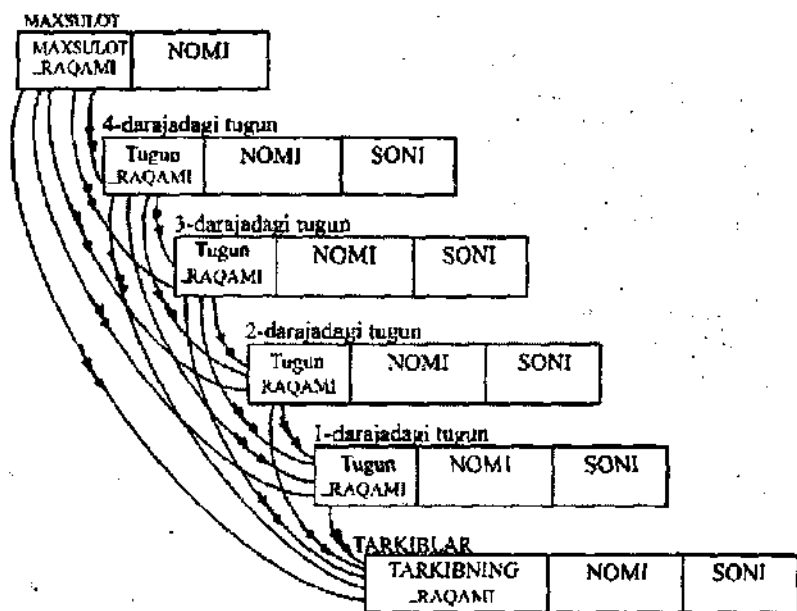 MAXSULOT
MAXSULOT NOMI
_RAQAMI
4-darajadagi tugun
Tugun NOMI SONI
_RAQAMI
3-darajadagi tugun
Tugun NOMI SONI
_RAQAMI
2-darajadagi tugun
Tugun NOMI SONI
RAQAMI
1-darajadagi tugun
Tugun NOMI SONI
_RAQAMI
TARKIBLAR
TARKIBNING NOMI SONI
_RAQAMI